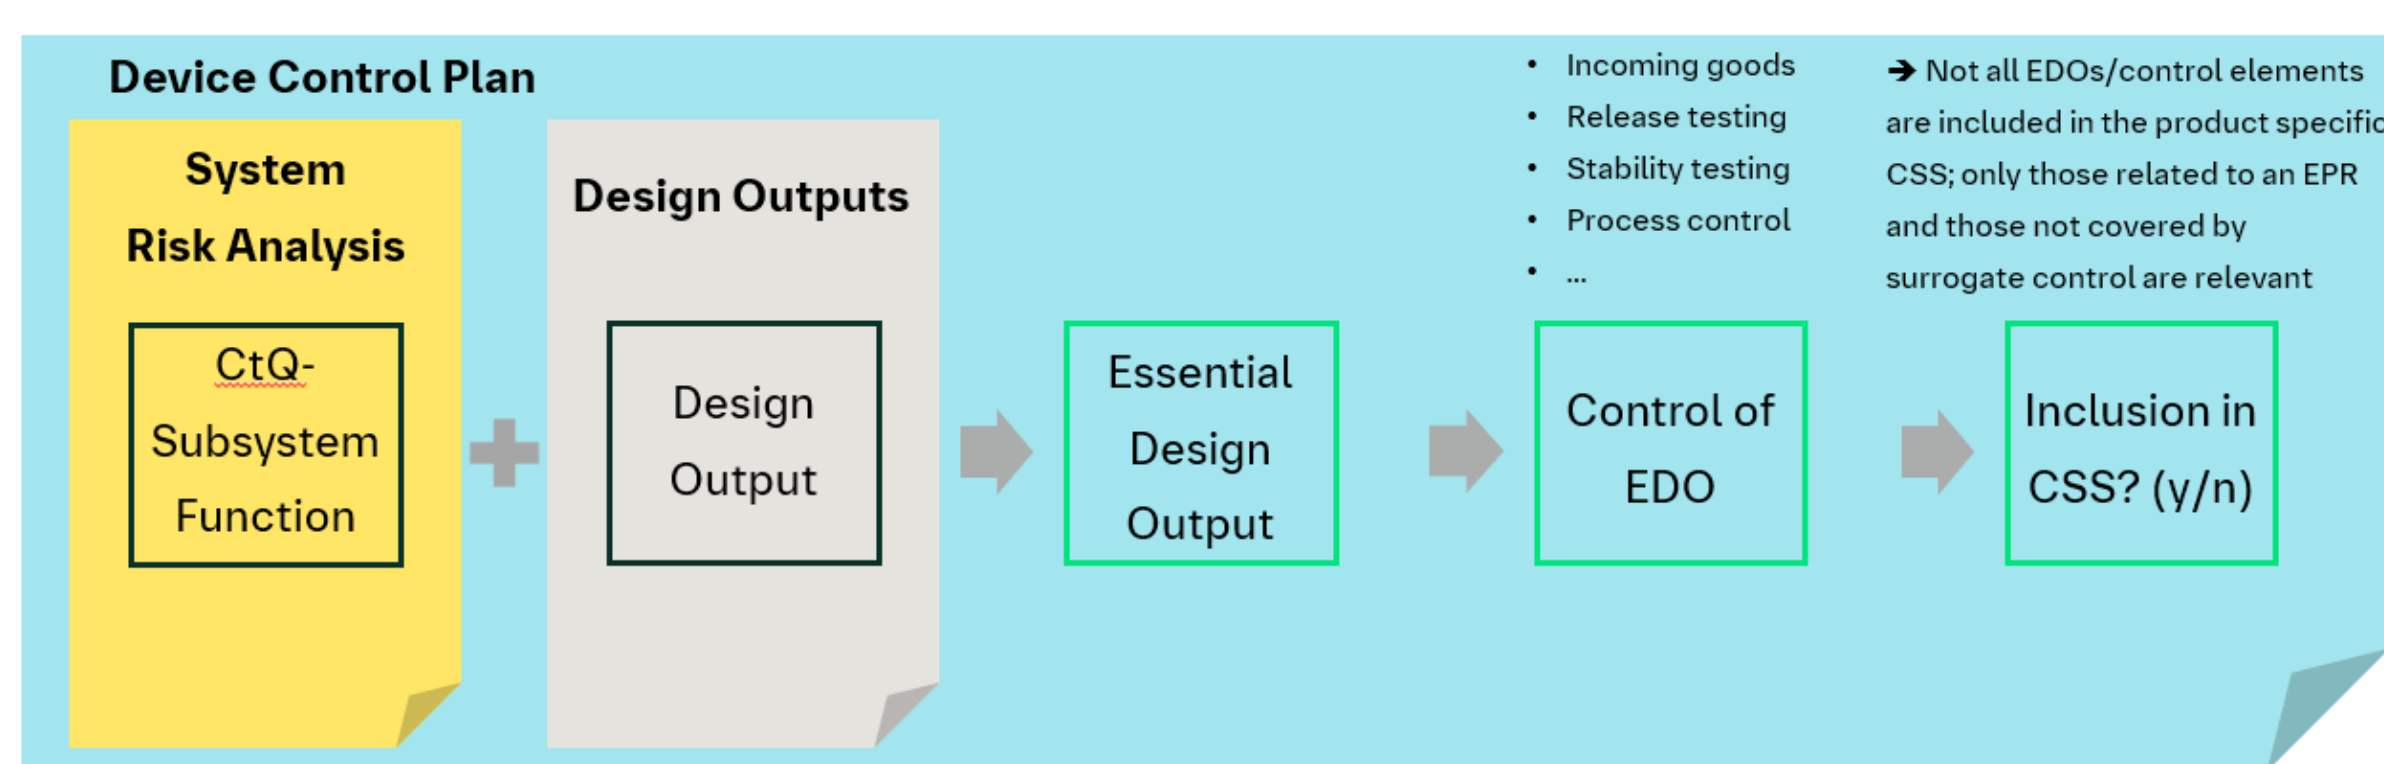 Device Control Plan
System
Risk Analysis
CtQ-
Subsystem
Function
Design Outputs
Design
Output
Essential
Design
Output
• Incoming goods
• Release testing
• Stability testing
• Process control
• ...
Control of
EDO
➔ Not all EDOs/control elements
are included in the product specific
CSS; only those related to an EPR
and those not covered by
surrogate control are relevant
Inclusion in
CSS? (y/n)